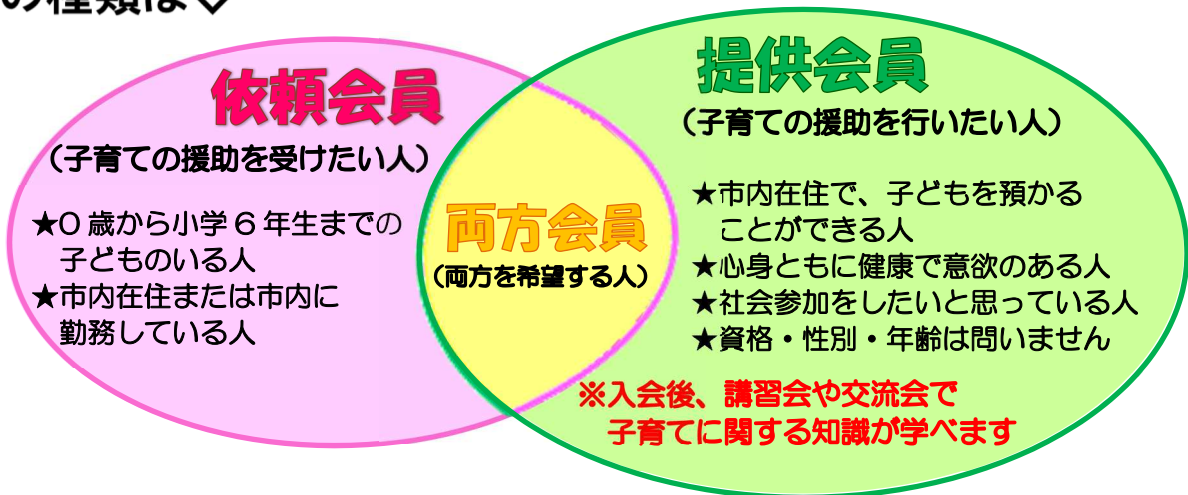 の種類は♡
依頼会員
（子育ての援助を受けたい人）
★０歳から小学６年生までの
子どものいる人
★市内在住または市内に
勤務している人
両方会員
（両方を希望する人）
提供会員
（子育ての援助を行いたい人）
★市内在住で、子どもを預かる
ことができる人
★心身ともに健康で意欲のある人
★社会参加をしたいと思っている人
★資格・性別・年齢は問いません
※入会後、講習会や交流会で
子育てに関する知識が学べます